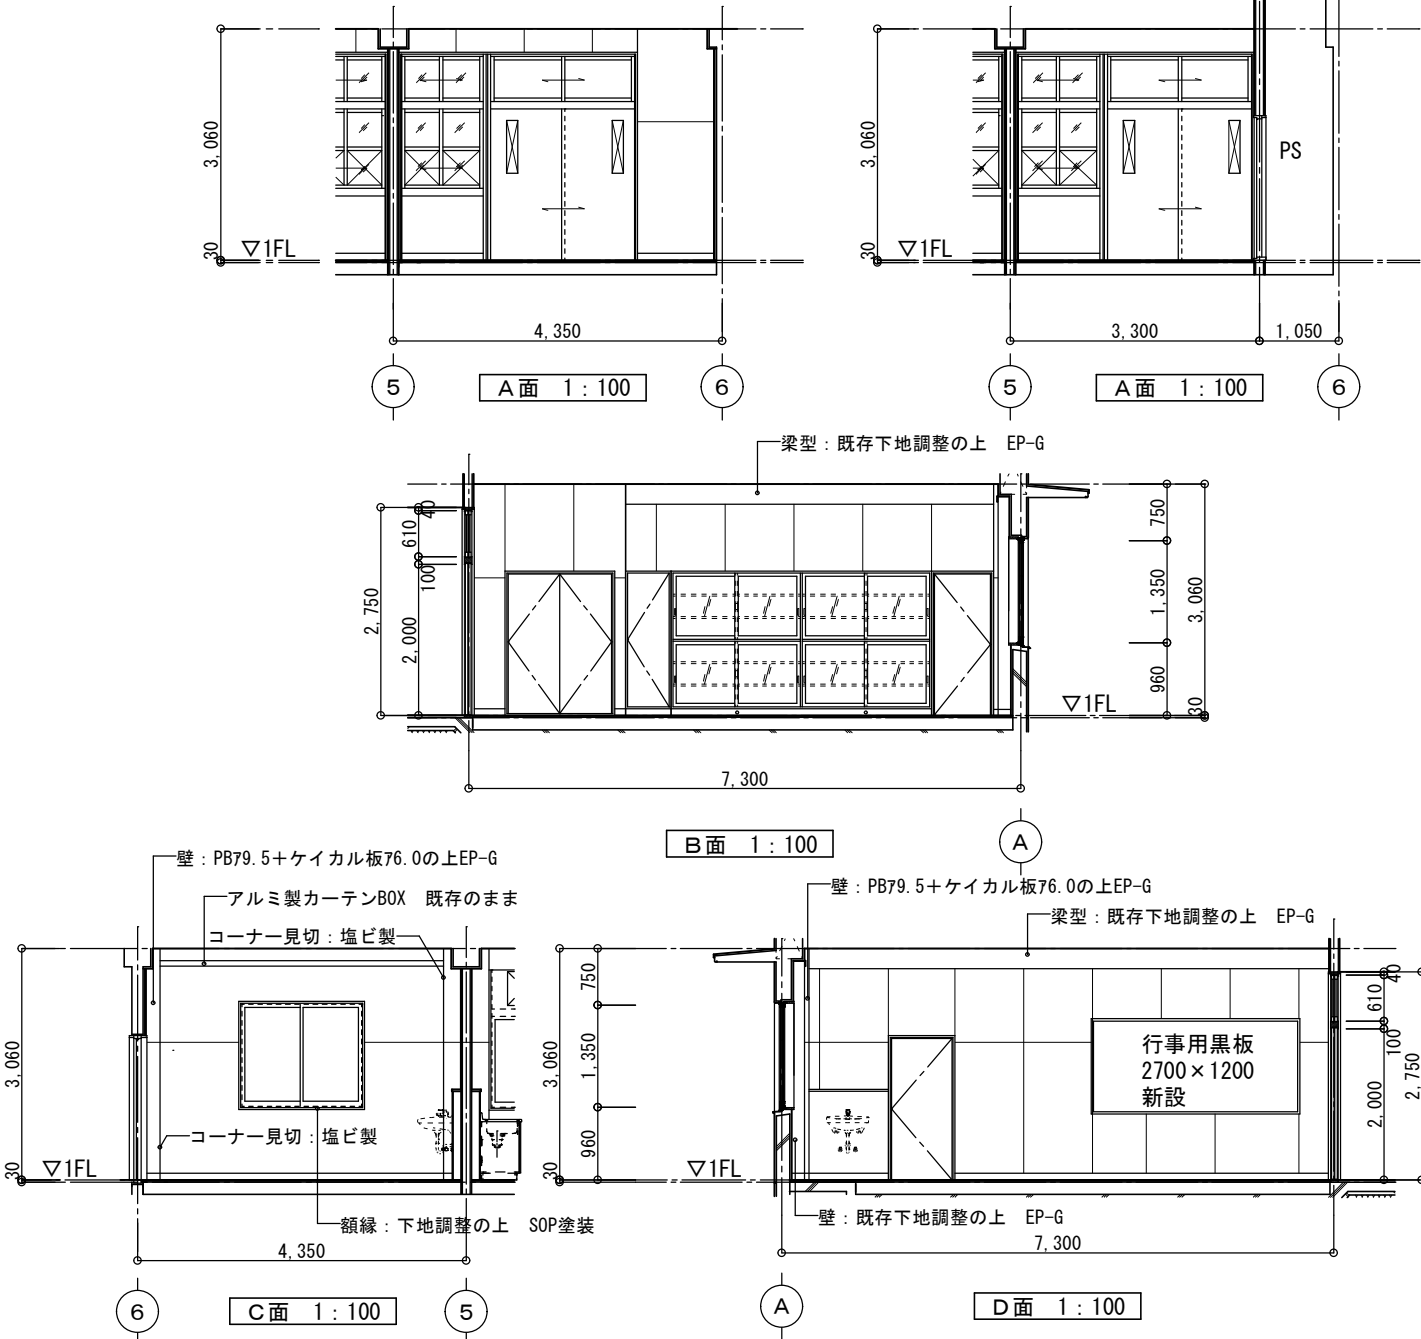 3,060
30
▽1FL
4,350
5
6
A面 1:100
3,060
30
▽1FL
PS
3,300
1,050
5
6
A面 1:100
梁型：既存下地調整の上 EP-G
2,750
40
610
100
2,000
750
1,350
960
3,060
30
▽1FL
7,300
A
B面 1:100
壁：PBｱ9.5＋ケイカル板ｱ6.0の上EP-G
アルミ製カーテンBOX 既存のまま
コーナー見切：塩ビ製
3,060
30
▽1FL
コーナー見切：塩ビ製
額縁：下地調整の上 SOP塗装
4,350
6
5
C面 1:100
壁：PBｱ9.5＋ケイカル板ｱ6.0の上EP-G
梁型：既存下地調整の上 EP-G
3,060
30
750
1,350
960
▽1FL
行事用黒板
2700×1200
新設
40
610
100
2,000
2,750
壁：既存下地調整の上 EP-G
7,300
A
D面 1:100